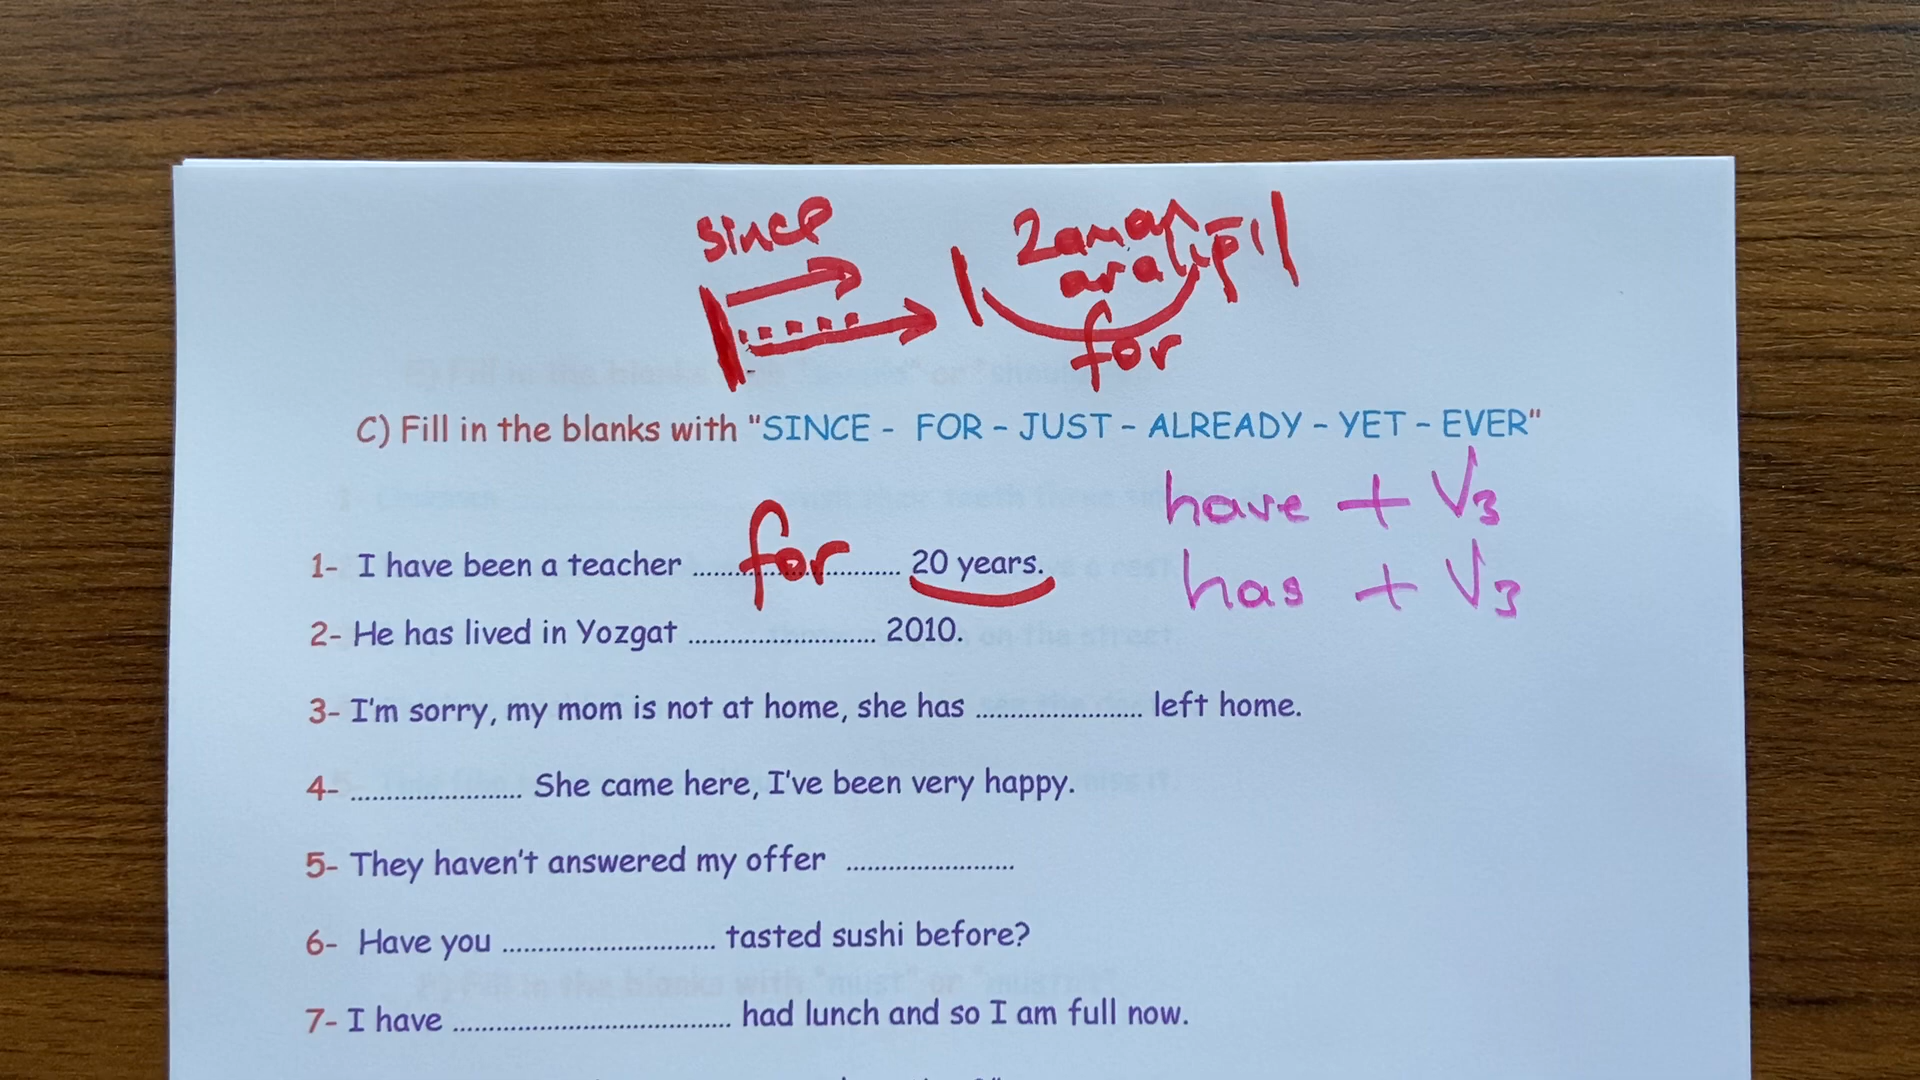 since
zaman
aralığı
for
C) Fill in the blanks with "SINCE - FOR – JUST – ALREADY – YET – EVER"
have + V3
has + V3
1- I have been a teacher ...........for........... 20 years.
2- He has lived in Yozgat .......................... 2010.
3- I'm sorry, my mom is not at home, she has ........................ left home.
4- ........................ She came here, I've been very happy.
5- They haven't answered my offer ........................
6- Have you .............................. tasted sushi before?
7- I have ....................................... had lunch and so I am full now.